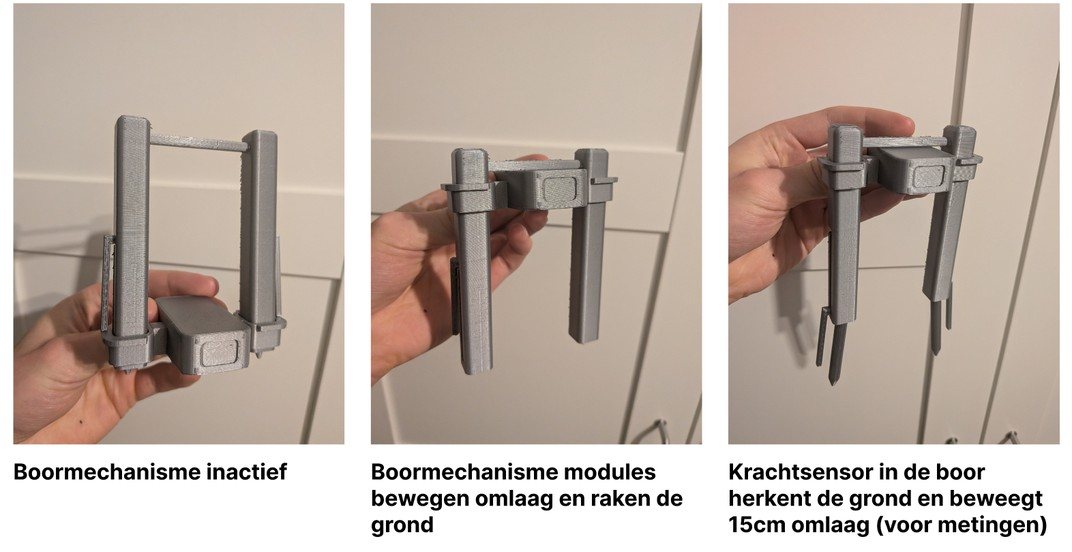 Boormechanisme inactief
Boormechanisme modules
bewegen omlaag en raken de
grond
Krachtsensor in de boor
herkent de grond en beweegt
15cm omlaag (voor metingen)